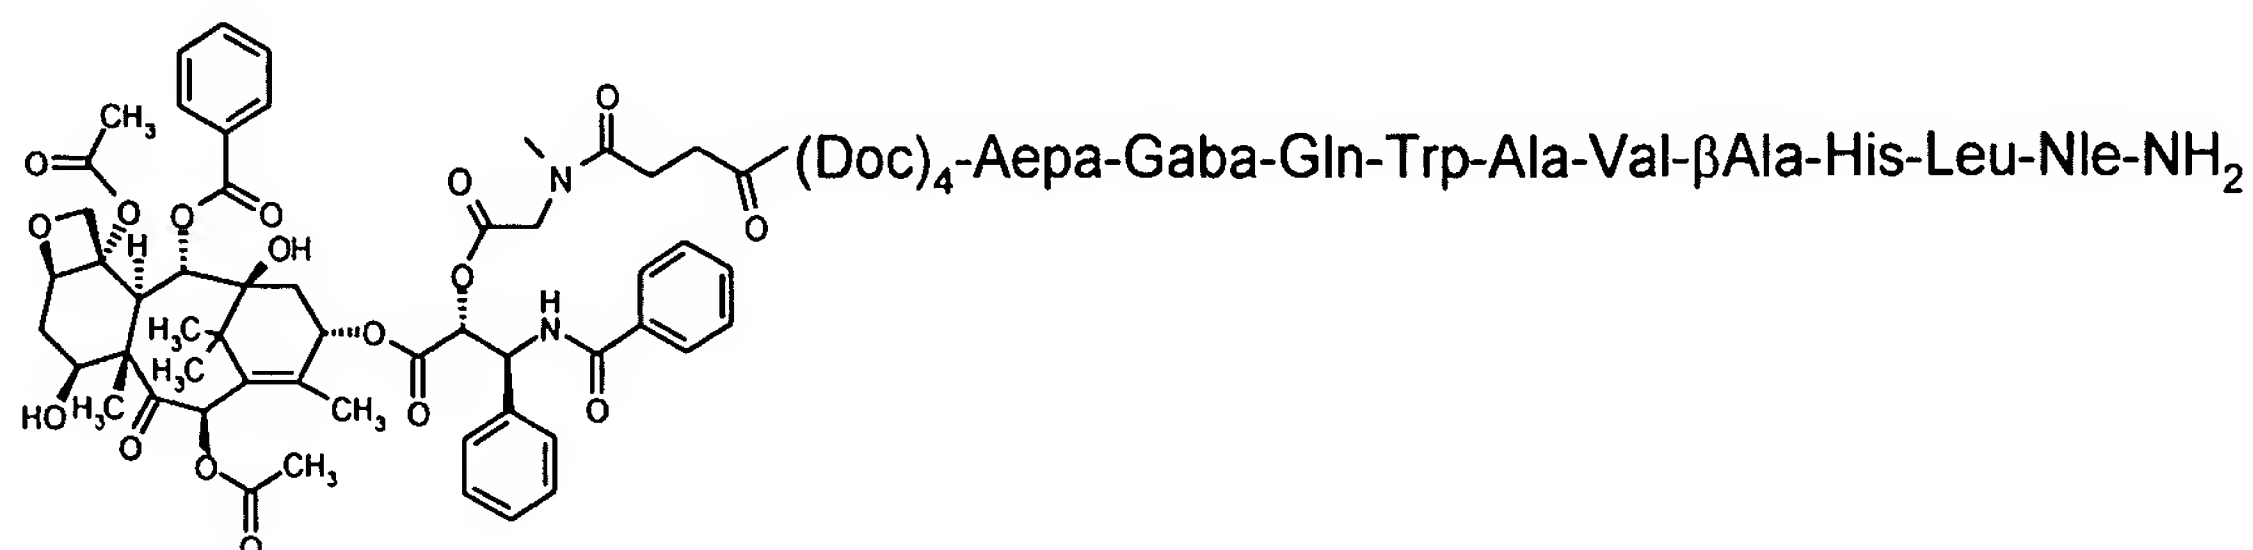 CH₃
O
O
O
O
O
O
H
OH
O
N
O
O
(Doc)₄-Aepa-Gaba-Gln-Trp-Ala-Val-βAla-His-Leu-Nle-NH₂
O
H₃C
H₃C
O
O
H
N
O
O
HO
H₃C
O
CH₃
O
CH₃
O